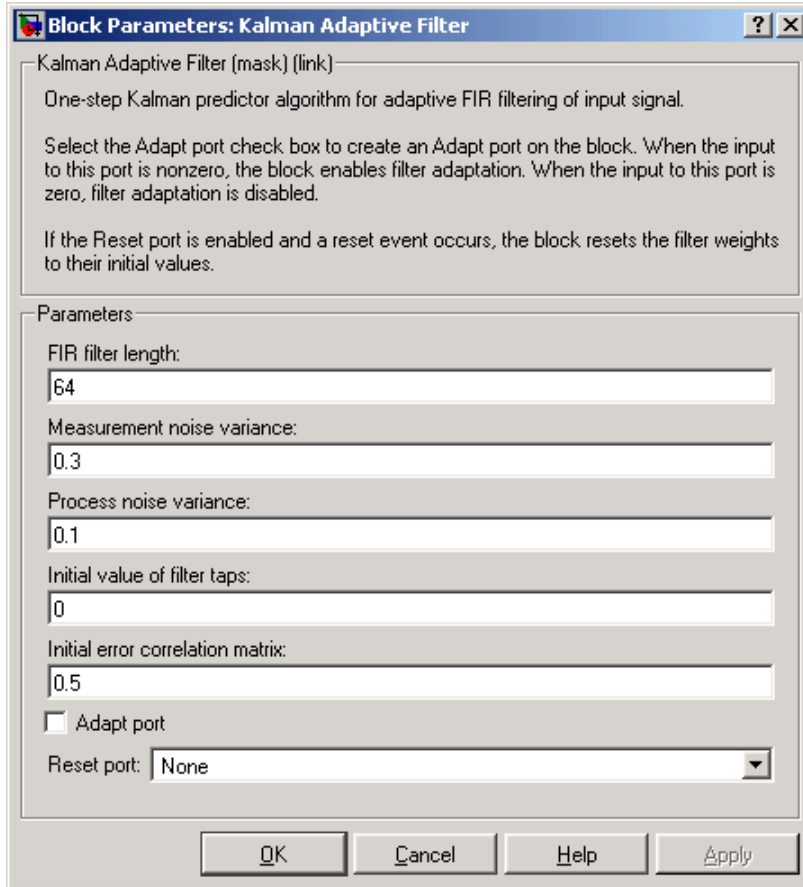 Block Parameters: Kalman Adaptive Filter
Kalman Adaptive Filter (mask) (link)
One-step Kalman predictor algorithm for adaptive FIR filtering of input signal.
Select the Adapt port check box to create an Adapt port on the block. When the input
to this port is nonzero, the block enables filter adaptation. When the input to this port is
zero, filter adaptation is disabled.
If the Reset port is enabled and a reset event occurs, the block resets the filter weights
to their initial values.
Parameters
FIR filter length:
64
Measurement noise variance:
0.3
Process noise variance:
0.1
Initial value of filter taps:
0
Initial error correlation matrix:
0.5
Adapt port
Reset port: None
OK Cancel Help Apply